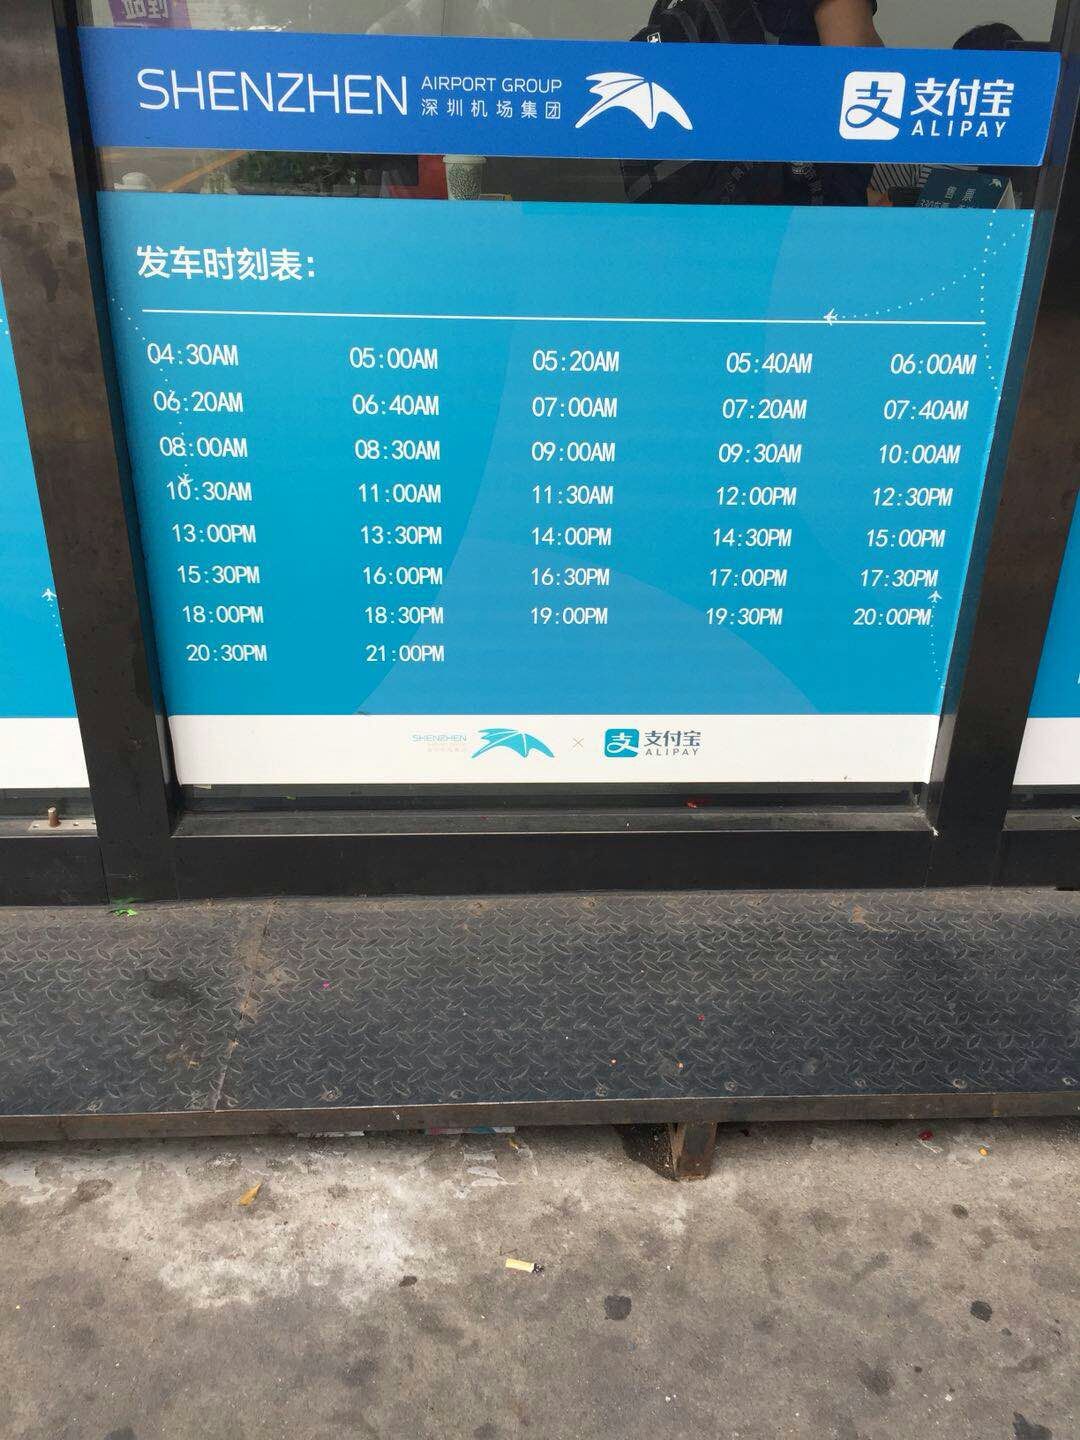 SHENZHEN AIRPORT GROUP
深圳机场集团
支付宝
ALIPAY
发车时刻表：
04:30AM 05:00AM 05:20AM 05:40AM 06:00AM
06:20AM 06:40AM 07:00AM 07:20AM 07:40AM
08:00AM 08:30AM 09:00AM 09:30AM 10:00AM
10:30AM 11:00AM 11:30AM 12:00PM 12:30PM
13:00PM 13:30PM 14:00PM 14:30PM 15:00PM
15:30PM 16:00PM 16:30PM 17:00PM 17:30PM
18:00PM 18:30PM 19:00PM 19:30PM 20:00PM
20:30PM 21:00PM
SHENZHEN × 支付宝
ALIPAY